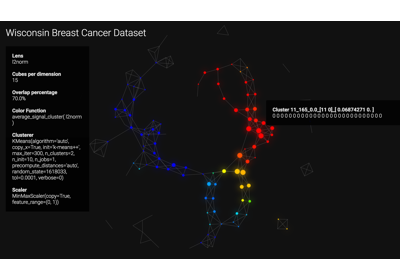 Wisconsin Breast Cancer Dataset
Lens
l2norm
Cubes per dimension
15
Overlap percentage
70.0%
Color Function
average_signal_cluster( l2norm
)
Clusterer
KMeans(algorithm='auto',
copy_x=True, init='k-means++',
max_iter=300, n_clusters=2,
n_init=10, n_jobs=1,
precompute_distances='auto',
random_state=1618033,
tol=0.0001, verbose=0)
Scaler
MinMaxScaler(copy=True,
feature_range=(0, 1))
Cluster 11_165_0.0_[11 0]_[ 0.06874271 0. ]
0 0 0 0 0 0 0 0 0 0 0 0 0 0 0 0 0 0 0 0 0 0 0 0 0 0 0 0 0 0